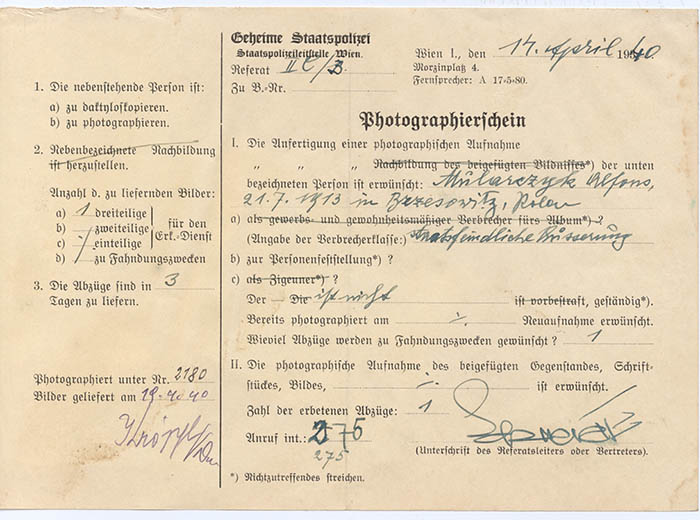 1. Die nebenstehende Person ist:
a) zu daktyloskopieren.
b) zu photographieren.
2. Nebenbezeichnete Nachbildung
ist herzustellen.
Anzahl d. zu liefernden Bilder:
a) 1 dreiteilige
b) zweiteilige
c) einteilige
d) zu Fahndungszwecken
für den
Erk.-Dienst
3. Die Abzüge sind in 3
Tagen zu liefern.
Photographiert unter Nr. 2180
Bilder geliefert am
Geheime Staatspolizei
Staatspolizeileitstelle Wien.
Referat II C/3
Zu B.-Nr.
Wien I., den 14. April 1940.
Morzinplatz 4.
Fernsprecher: A 17-5-80.
Photographierschein
I. Die Anfertigung einer photographischen Aufnahme
" " " Nachbildung des beigefügten Bildnisses*) der unten
bezeichneten Person ist erwünscht: Mularczyk Alfons,
21.7.1913 in Brzesowitz, Polen
a) als gewerbs- und gewohnheitsmäßiger Verbrecher fürs Album*) ?
(Angabe der Verbrecherklasse:) staatsfeindliche Äusserung
b) zur Personenfeststellung*) ?
c) als Zigeuner*) ?
Der — Die ist nicht ist vorbestraft, geständig*).
Bereits photographiert am ./. Neuaufnahme erwünscht.
Wieviel Abzüge werden zu Fahndungszwecken gewünscht ? 1
II. Die photographische Aufnahme des beigefügten Gegenstandes, Schrift-
stückes, Bildes, ./. ist erwünscht.
Zahl der erbetenen Abzüge: 1
Anruf int.: 275
275
(Unterschrift des Referatsleiters oder Vertreters).
*) Nichtzutreffendes streichen.